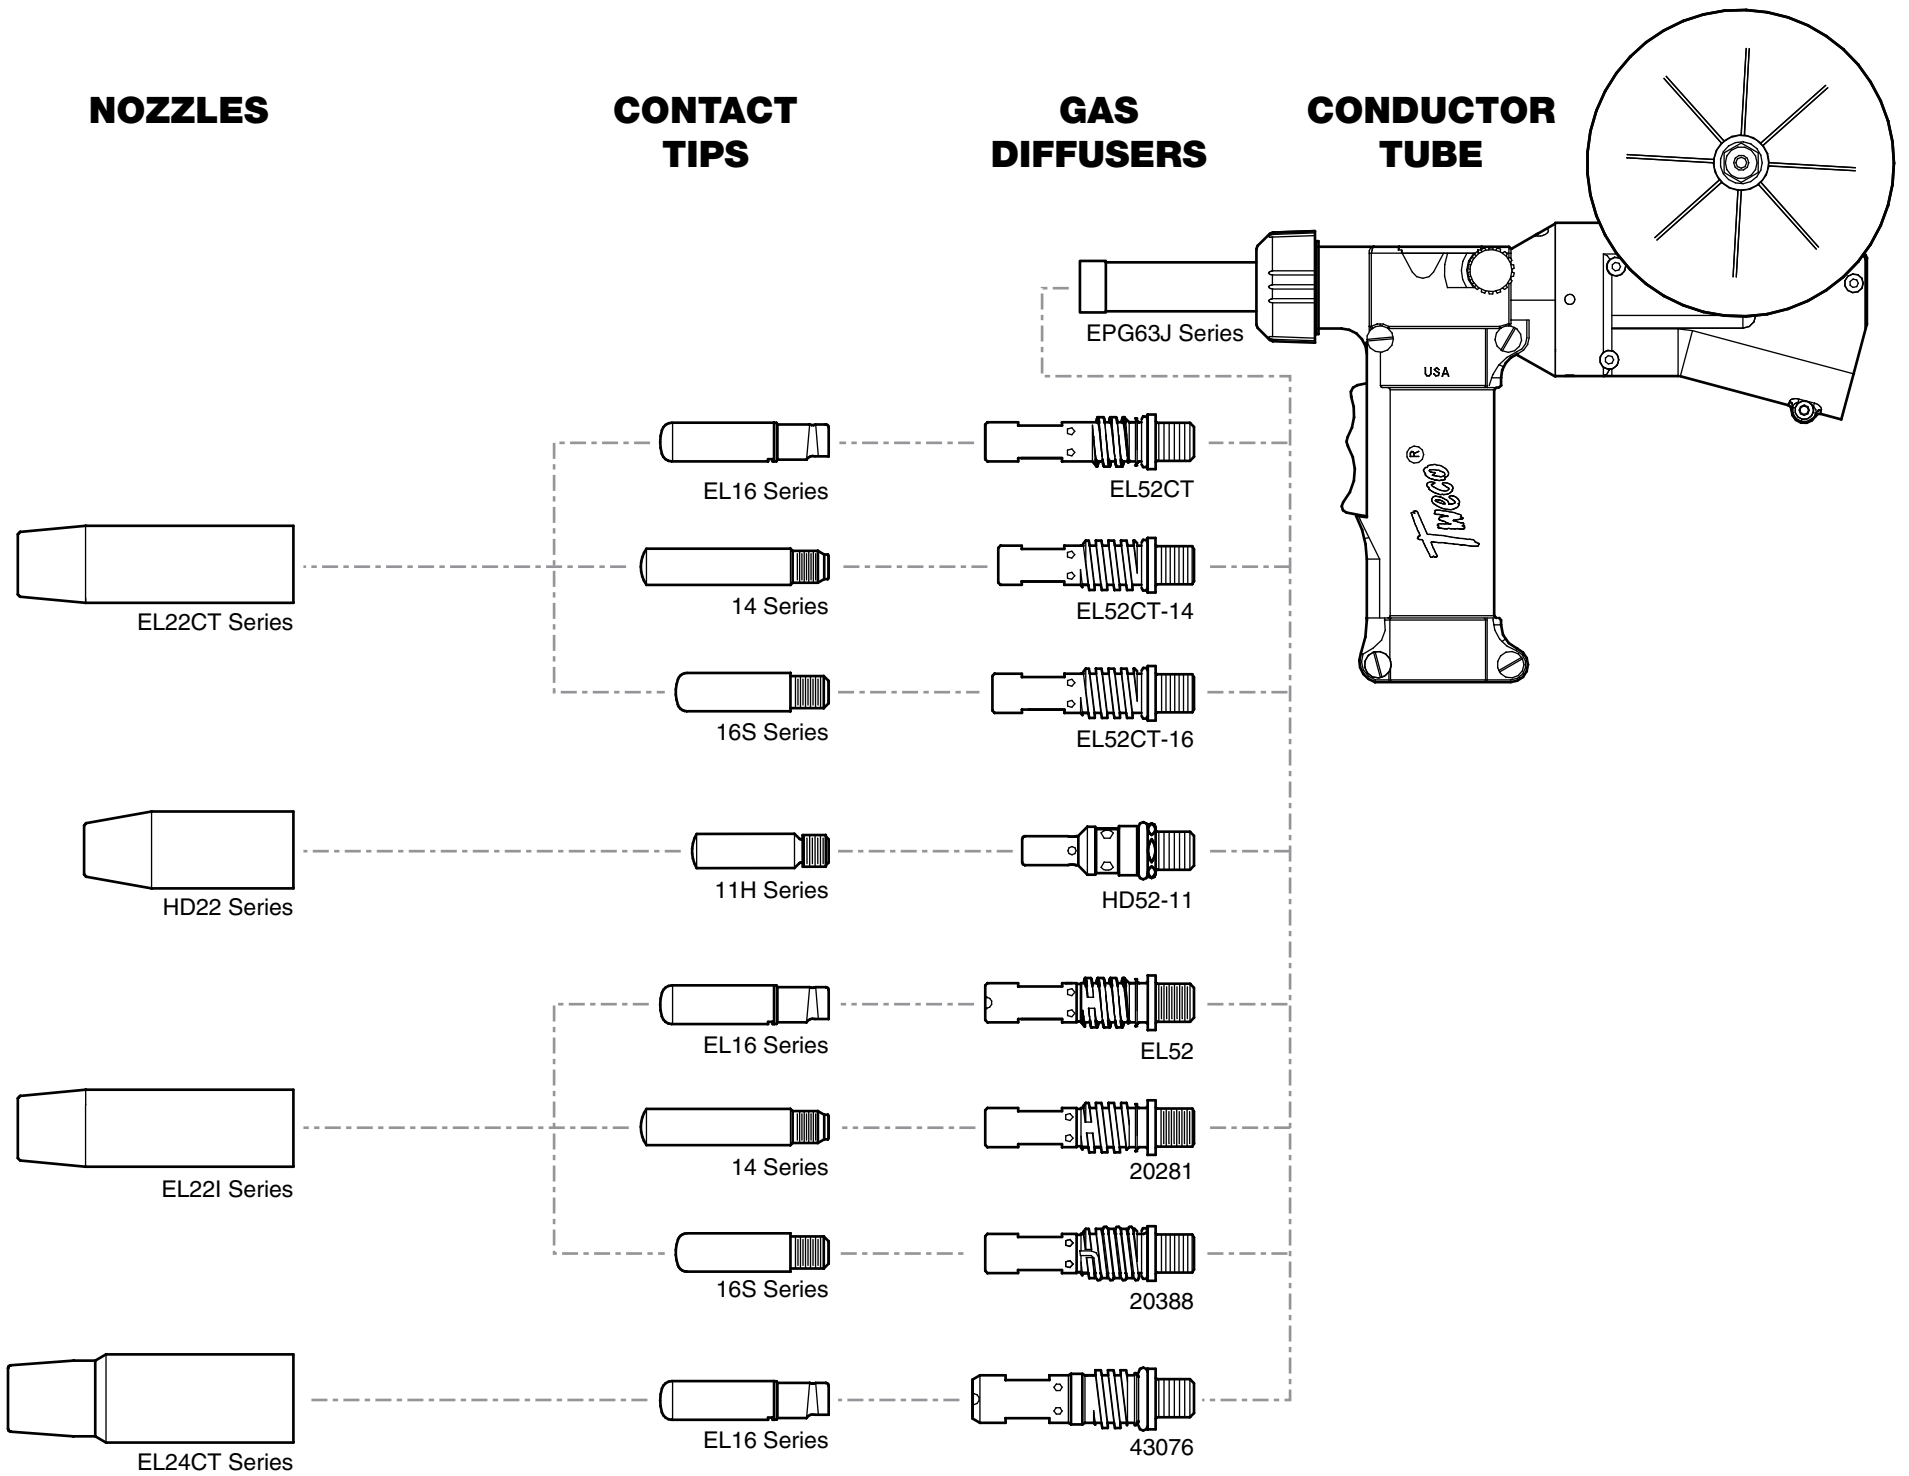 NOZZLES
CONTACT
TIPS
GAS
DIFFUSERS
CONDUCTOR
TUBE
EPG63J Series
USA
Tweco®
EL16 Series
EL52CT
14 Series
EL52CT-14
EL22CT Series
16S Series
EL52CT-16
11H Series
HD52-11
HD22 Series
EL16 Series
EL52
14 Series
20281
EL22I Series
16S Series
20388
EL16 Series
43076
EL24CT Series